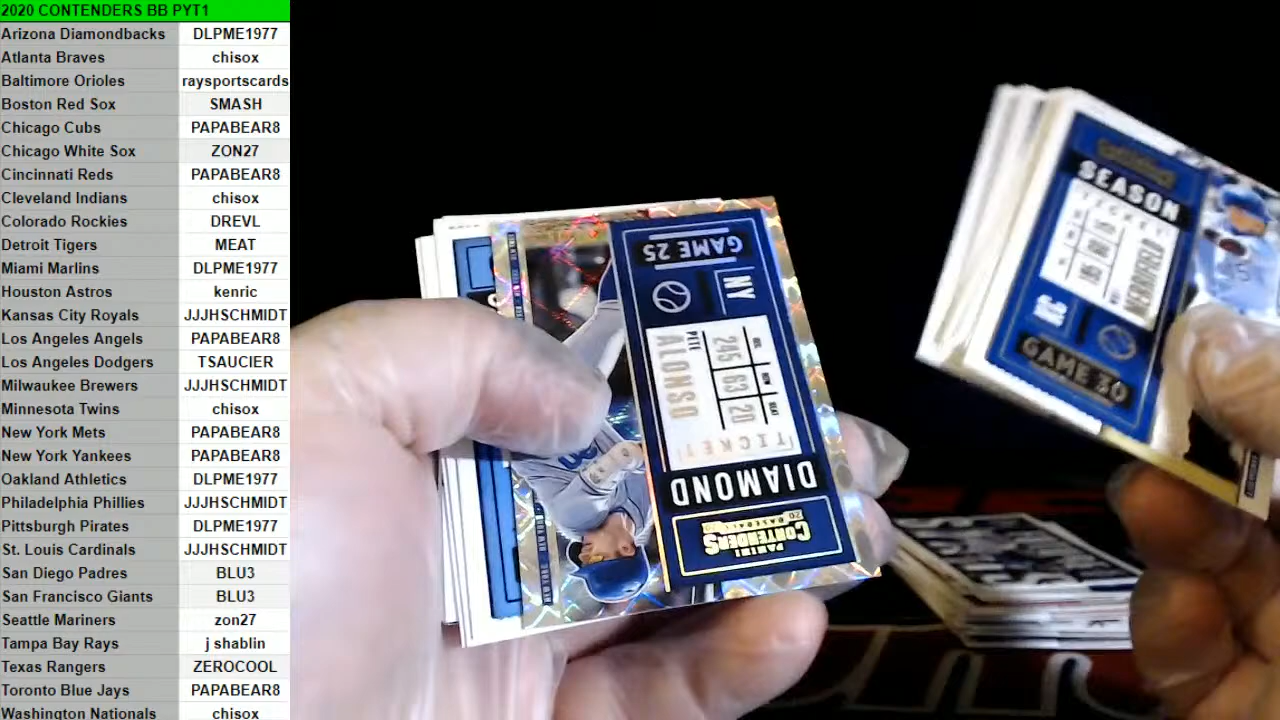 2020 CONTENDERS BB PYT1
Arizona Diamondbacks DLPME1977
Atlanta Braves chisox
Baltimore Orioles raysportscards
Boston Red Sox SMASH
Chicago Cubs PAPABEAR8
Chicago White Sox ZON27
Cincinnati Reds PAPABEAR8
Cleveland Indians chisox
Colorado Rockies DREVL
Detroit Tigers MEAT
Miami Marlins DLPME1977
Houston Astros kenric
Kansas City Royals JJJHSCHMIDT
Los Angeles Angels PAPABEAR8
Los Angeles Dodgers TSAUCIER
Milwaukee Brewers JJJHSCHMIDT
Minnesota Twins chisox
New York Mets PAPABEAR8
New York Yankees PAPABEAR8
Oakland Athletics DLPME1977
Philadelphia Phillies JJJHSCHMIDT
Pittsburgh Pirates DLPME1977
St. Louis Cardinals JJJHSCHMIDT
San Diego Padres BLU3
San Francisco Giants BLU3
Seattle Mariners zon27
Tampa Bay Rays j shablin
Texas Rangers ZEROCOOL
Toronto Blue Jays PAPABEAR8
Washington Nationals chisox
PANINI
CONTENDERS
20 BASEBALL 20
DIAMOND
TICKET
245 63 20
PETE
ALONSO
NY
GAME 25
SEASON
TICKET
GAME 30